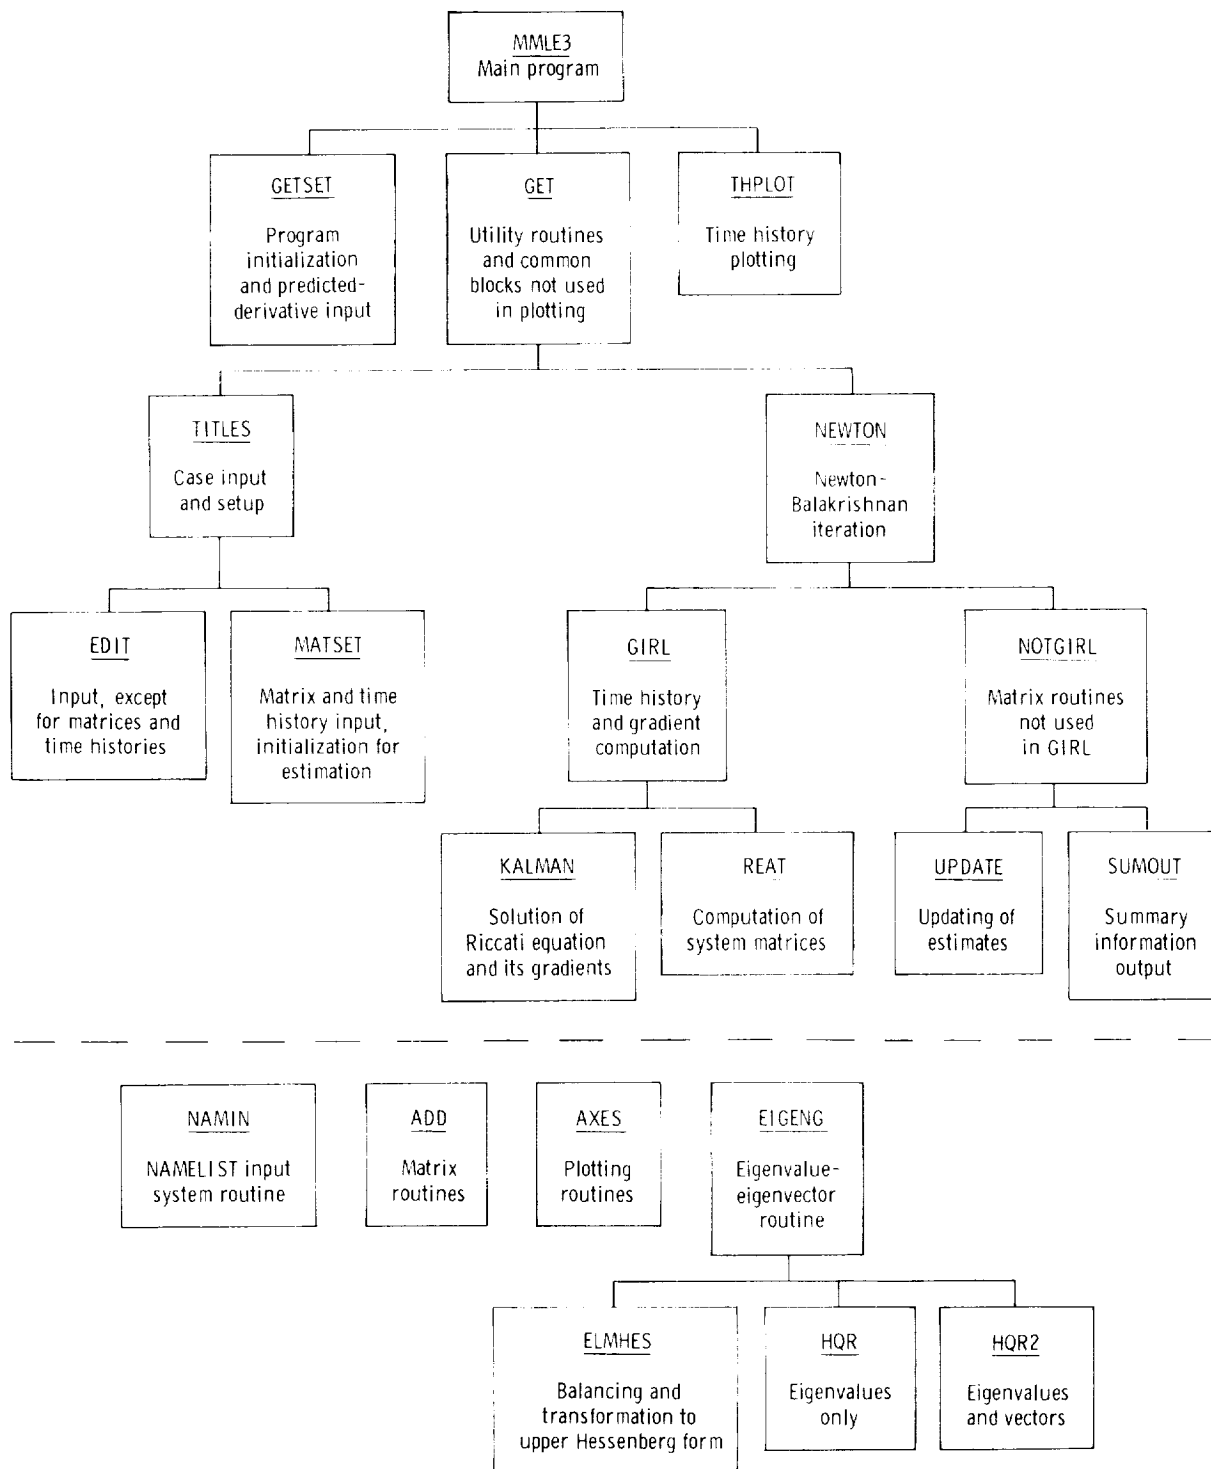 MMLE3
Main program
GETSET
Program
initialization
and predicted-
derivative input
GET
Utility routines
and common
blocks not used
in plotting
THPLOT
Time history
plotting
TITLES
Case input
and setup
NEWTON
Newton-
Balakrishnan
iteration
EDIT
Input, except
for matrices and
time histories
MATSET
Matrix and time
history input,
initialization for
estimation
GIRL
Time history
and gradient
computation
NOTGIRL
Matrix routines
not used
in GIRL
KALMAN
Solution of
Riccati equation
and its gradients
REAT
Computation of
system matrices
UPDATE
Updating of
estimates
SUMOUT
Summary
information
output
NAMIN
NAMELIST input
system routine
ADD
Matrix
routines
AXES
Plotting
routines
EIGENG
Eigenvalue-
eigenvector
routine
ELMHES
Balancing and
transformation to
upper Hessenberg form
HQR
Eigenvalues
only
HQR2
Eigenvalues
and vectors